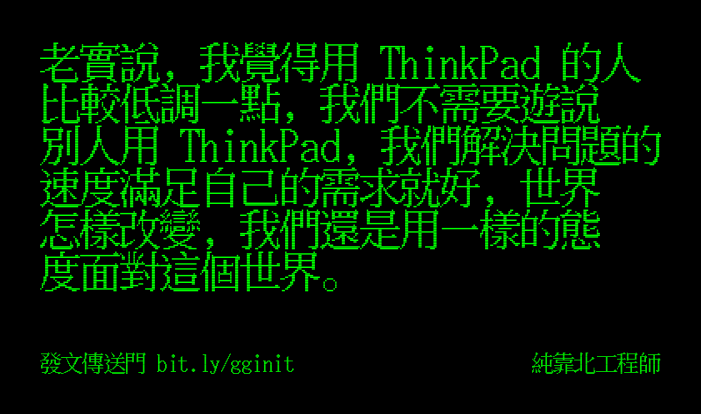 老實說, 我覺得用 ThinkPad 的人
比較低調一點, 我們不需要遊說
別人用 ThinkPad, 我們解決問題的
速度滿足自己的需求就好, 世界
怎樣改變, 我們還是用一樣的態
度面對這個世界。
發文傳送門 bit.ly/gginit
純靠北工程師